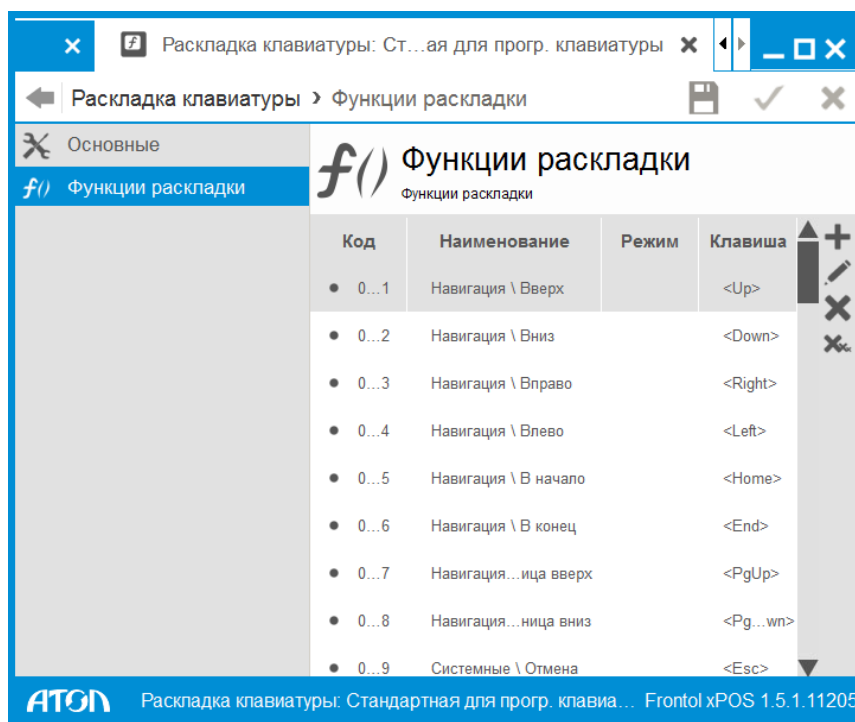 Раскладка клавиатуры: Ст...ая для прогр. клавиатуры
Раскладка клавиатуры › Функции раскладки
Основные
f() Функции раскладки
f() Функции раскладки
Функции раскладки
Код Наименование Режим Клавиша
0...1 Навигация \ Вверх <Up>
0...2 Навигация \ Вниз <Down>
0...3 Навигация \ Вправо <Right>
0...4 Навигация \ Влево <Left>
0...5 Навигация \ В начало <Home>
0...6 Навигация \ В конец <End>
0...7 Навигация...ица вверх <PgUp>
0...8 Навигация...ница вниз <Pg...wn>
0...9 Системные \ Отмена <Esc>
АТОЛ Раскладка клавиатуры: Стандартная для прогр. клавиа... Frontol xPOS 1.5.1.11205